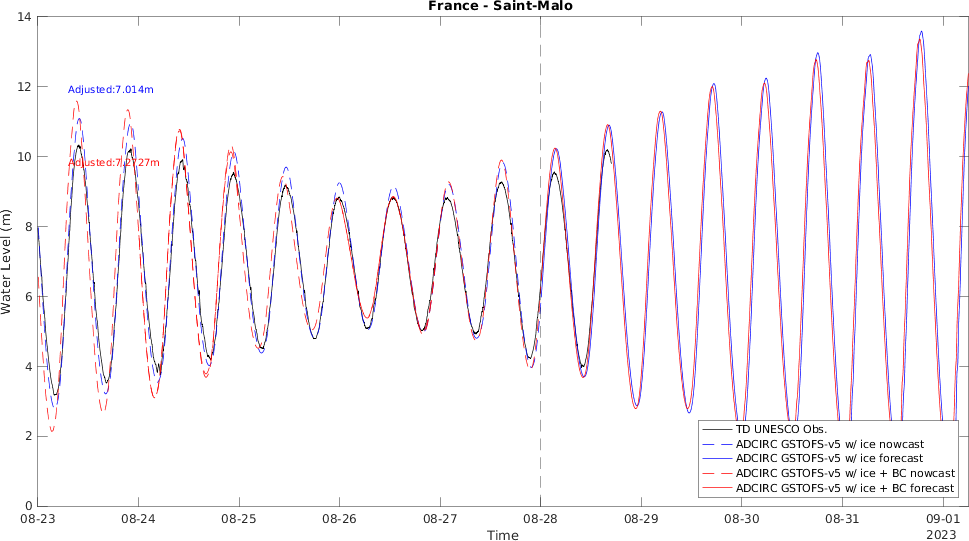 France - Saint-Malo
Water Level (m)
14
12
10
8
6
4
2
0
Adjusted:7.014m
TD UNESCO Obs.
ADCIRC GSTOFS-v5 w/ ice nowcast
ADCIRC GSTOFS-v5 w/ ice forecast
ADCIRC GSTOFS-v5 w/ ice + BC nowcast
ADCIRC GSTOFS-v5 w/ ice + BC forecast
08-23 08-24 08-25 08-26 08-27 08-28 08-29 08-30 08-31 09-01
Time
2023